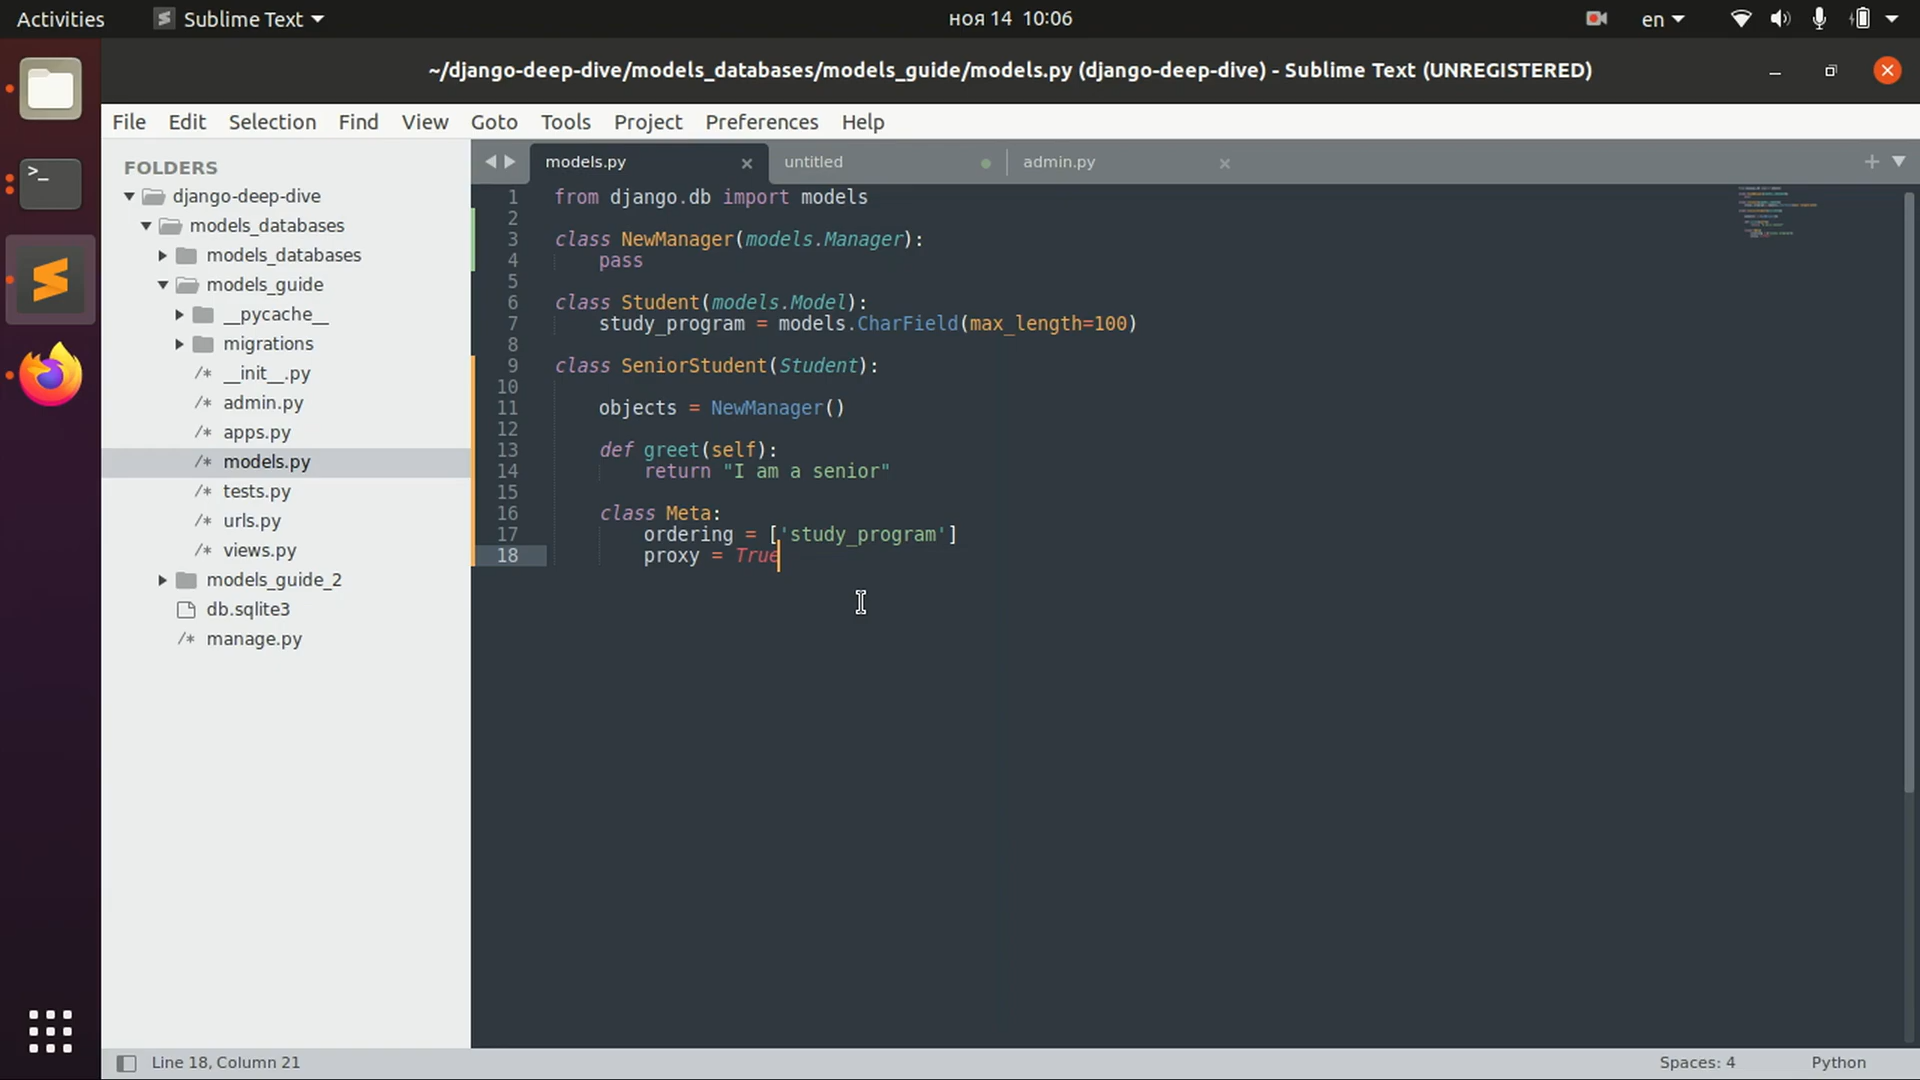 Activities
Sublime Text
ноя 14 10:06
en
~/django-deep-dive/models_databases/models_guide/models.py (django-deep-dive) - Sublime Text (UNREGISTERED)
File Edit Selection Find View Goto Tools Project Preferences Help
FOLDERS
django-deep-dive
models_databases
models_databases
models_guide
__pycache__
migrations
/* __init__.py
/* admin.py
/* apps.py
/* models.py
/* tests.py
/* urls.py
/* views.py
models_guide_2
db.sqlite3
/* manage.py
models.py
untitled
admin.py
1 from django.db import models
2
3 class NewManager(models.Manager):
4     pass
5
6 class Student(models.Model):
7     study_program = models.CharField(max_length=100)
8
9 class SeniorStudent(Student):
10
11     objects = NewManager()
12
13     def greet(self):
14         return "I am a senior"
15
16     class Meta:
17         ordering = ['study_program']
18         proxy = True
Line 18, Column 21
Spaces: 4
Python